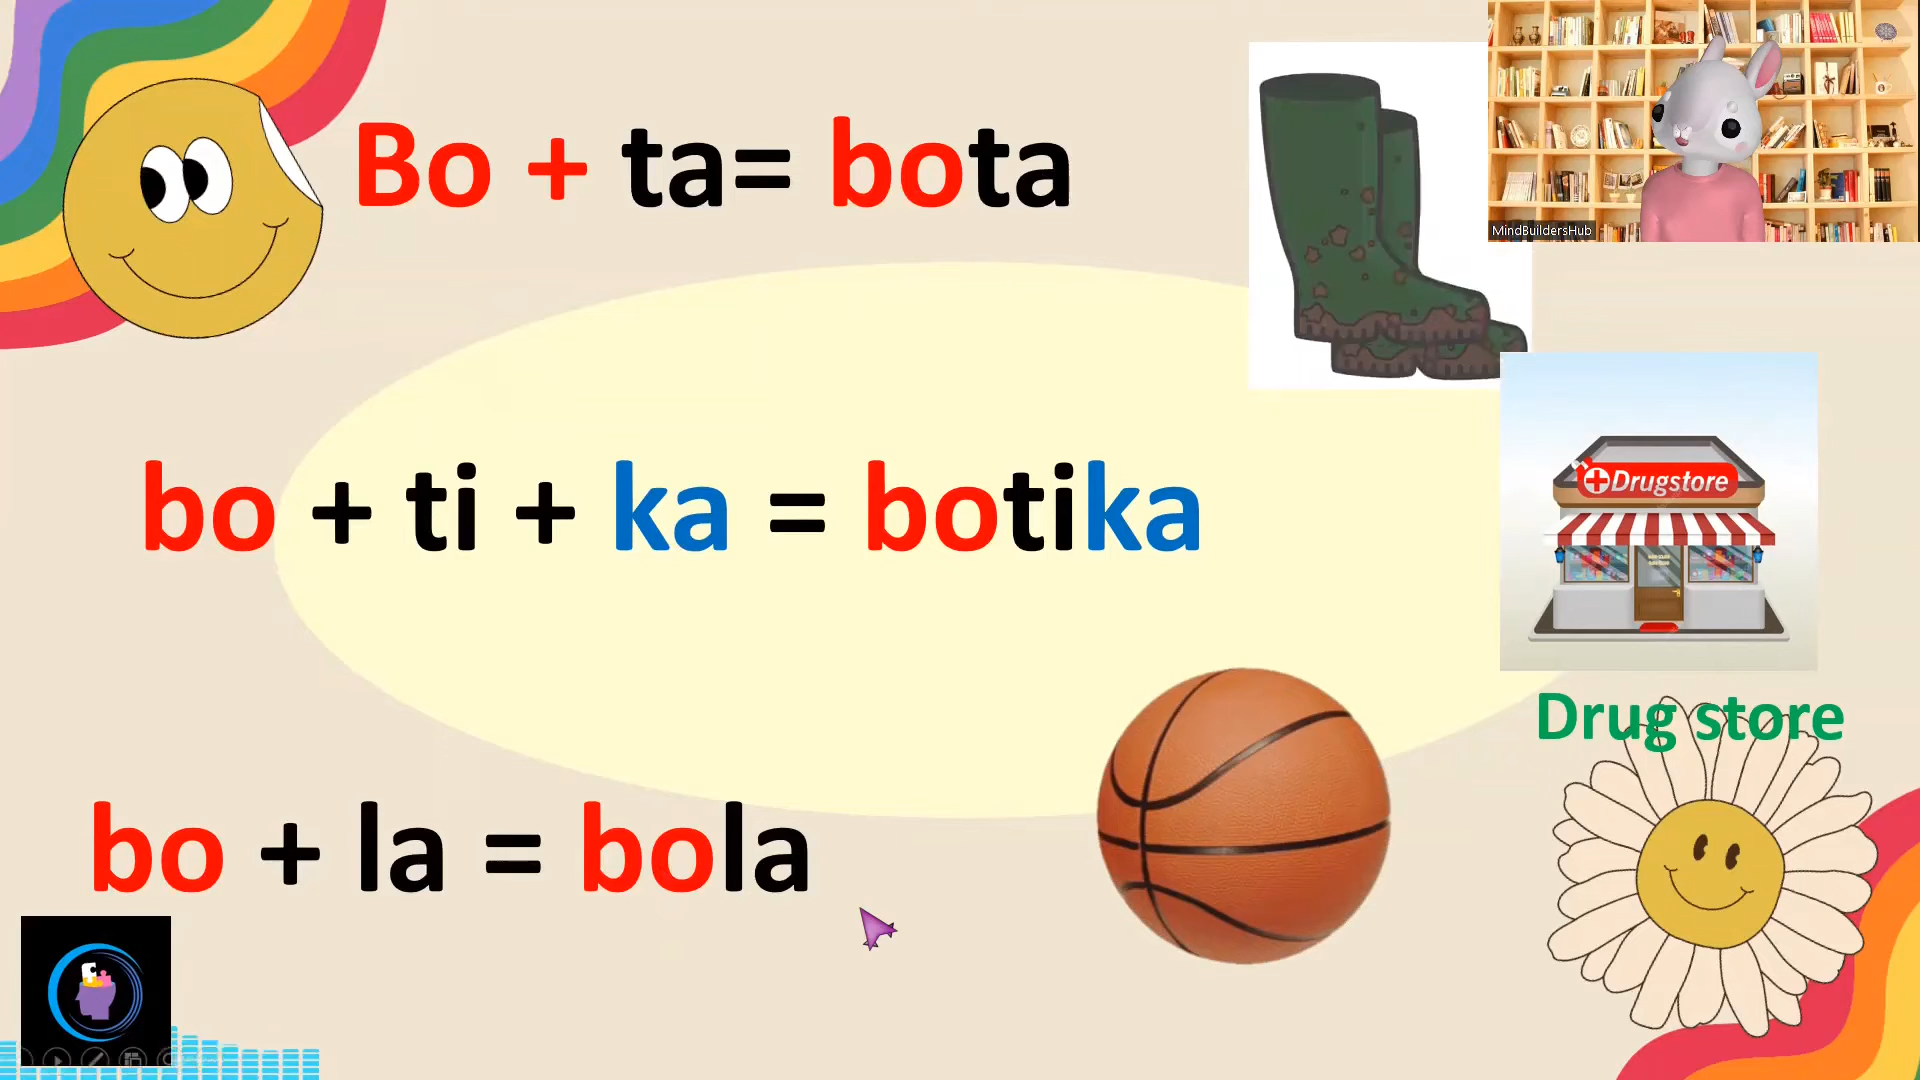 Bo + ta= bota
MindBuildersHub
bo + ti + ka = botika
Drugstore
Drug store
bo + la = bola